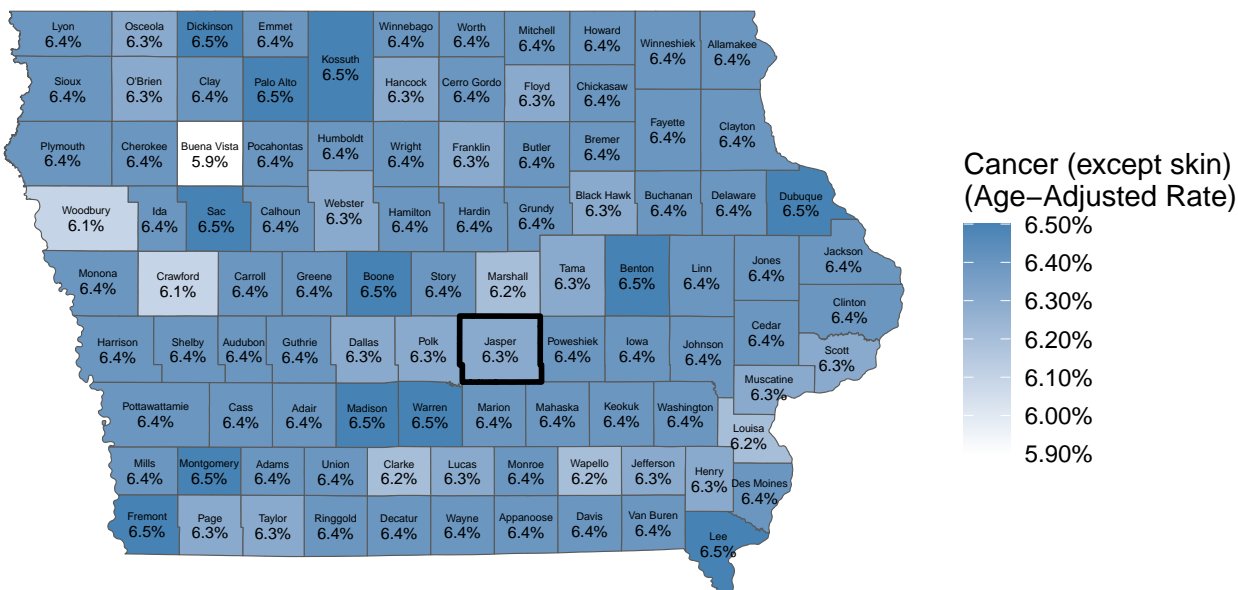 Lyon
6.4%
Osceola
6.3%
Dickinson
6.5%
Emmet
6.4%
Kossuth
6.5%
Winnebago
6.4%
Worth
6.4%
Mitchell
6.4%
Howard
6.4%
Winneshiek
6.4%
Allamakee
6.4%
Sioux
6.4%
O'Brien
6.3%
Clay
6.4%
Palo Alto
6.5%
Hancock
6.3%
Cerro Gordo
6.4%
Floyd
6.3%
Chickasaw
6.4%
Fayette
6.4%
Clayton
6.4%
Plymouth
6.4%
Cherokee
6.4%
Buena Vista
5.9%
Pocahontas
6.4%
Humboldt
6.4%
Wright
6.4%
Franklin
6.3%
Butler
6.4%
Bremer
6.4%
Woodbury
6.1%
Ida
6.4%
Sac
6.5%
Calhoun
6.4%
Webster
6.3%
Hamilton
6.4%
Hardin
6.4%
Grundy
6.4%
Black Hawk
6.3%
Buchanan
6.4%
Delaware
6.4%
Dubuque
6.5%
Monona
6.4%
Crawford
6.1%
Carroll
6.4%
Greene
6.4%
Boone
6.5%
Story
6.4%
Marshall
6.2%
Tama
6.3%
Benton
6.5%
Linn
6.4%
Jones
6.4%
Jackson
6.4%
Clinton
6.4%
Harrison
6.4%
Shelby
6.4%
Audubon
6.4%
Guthrie
6.4%
Dallas
6.3%
Polk
6.3%
Jasper
6.3%
Poweshiek
6.4%
Iowa
6.4%
Johnson
6.4%
Cedar
6.4%
Scott
6.3%
Muscatine
6.3%
Pottawattamie
6.4%
Cass
6.4%
Adair
6.4%
Madison
6.5%
Warren
6.5%
Marion
6.4%
Mahaska
6.4%
Keokuk
6.4%
Washington
6.4%
Louisa
6.2%
Mills
6.4%
Montgomery
6.5%
Adams
6.4%
Union
6.4%
Clarke
6.2%
Lucas
6.3%
Monroe
6.4%
Wapello
6.2%
Jefferson
6.3%
Henry
6.3%
Des Moines
6.4%
Fremont
6.5%
Page
6.3%
Taylor
6.3%
Ringgold
6.4%
Decatur
6.4%
Wayne
6.4%
Appanoose
6.4%
Davis
6.4%
Van Buren
6.4%
Lee
6.5%
Cancer (except skin)
(Age−Adjusted Rate)
6.50%
6.40%
6.30%
6.20%
6.10%
6.00%
5.90%